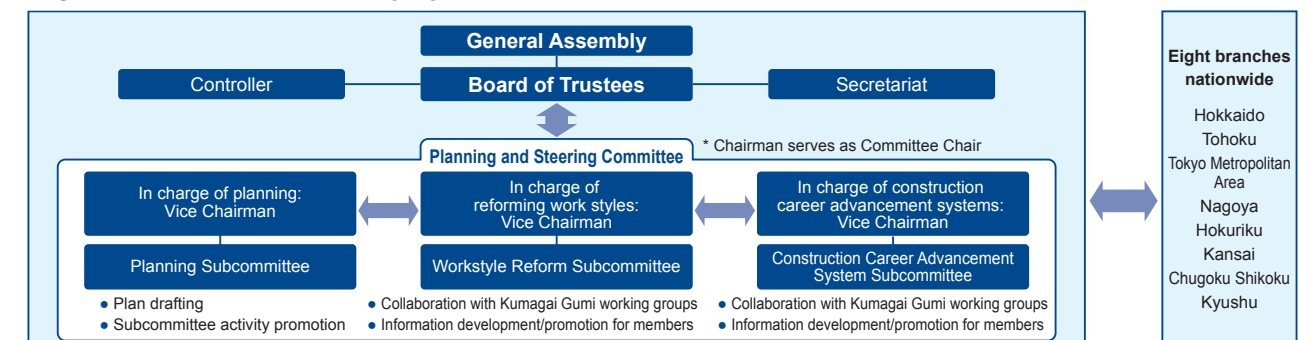 General Assembly
Controller
Board of Trustees
Secretariat
Planning and Steering Committee
* Chairman serves as Committee Chair
In charge of planning:
Vice Chairman
In charge of
reforming work styles:
Vice Chairman
In charge of construction
career advancement systems:
Vice Chairman
Planning Subcommittee
Workstyle Reform Subcommittee
Construction Career Advancement
System Subcommittee
● Plan drafting
● Subcommittee activity promotion
● Collaboration with Kumagai Gumi working groups
● Information development/promotion for members
● Collaboration with Kumagai Gumi working groups
● Information development/promotion for members
Eight branches
nationwide
Hokkaido
Tohoku
Tokyo Metropolitan
Area
Nagoya
Hokuriku
Kansai
Chugoku Shikoku
Kyushu